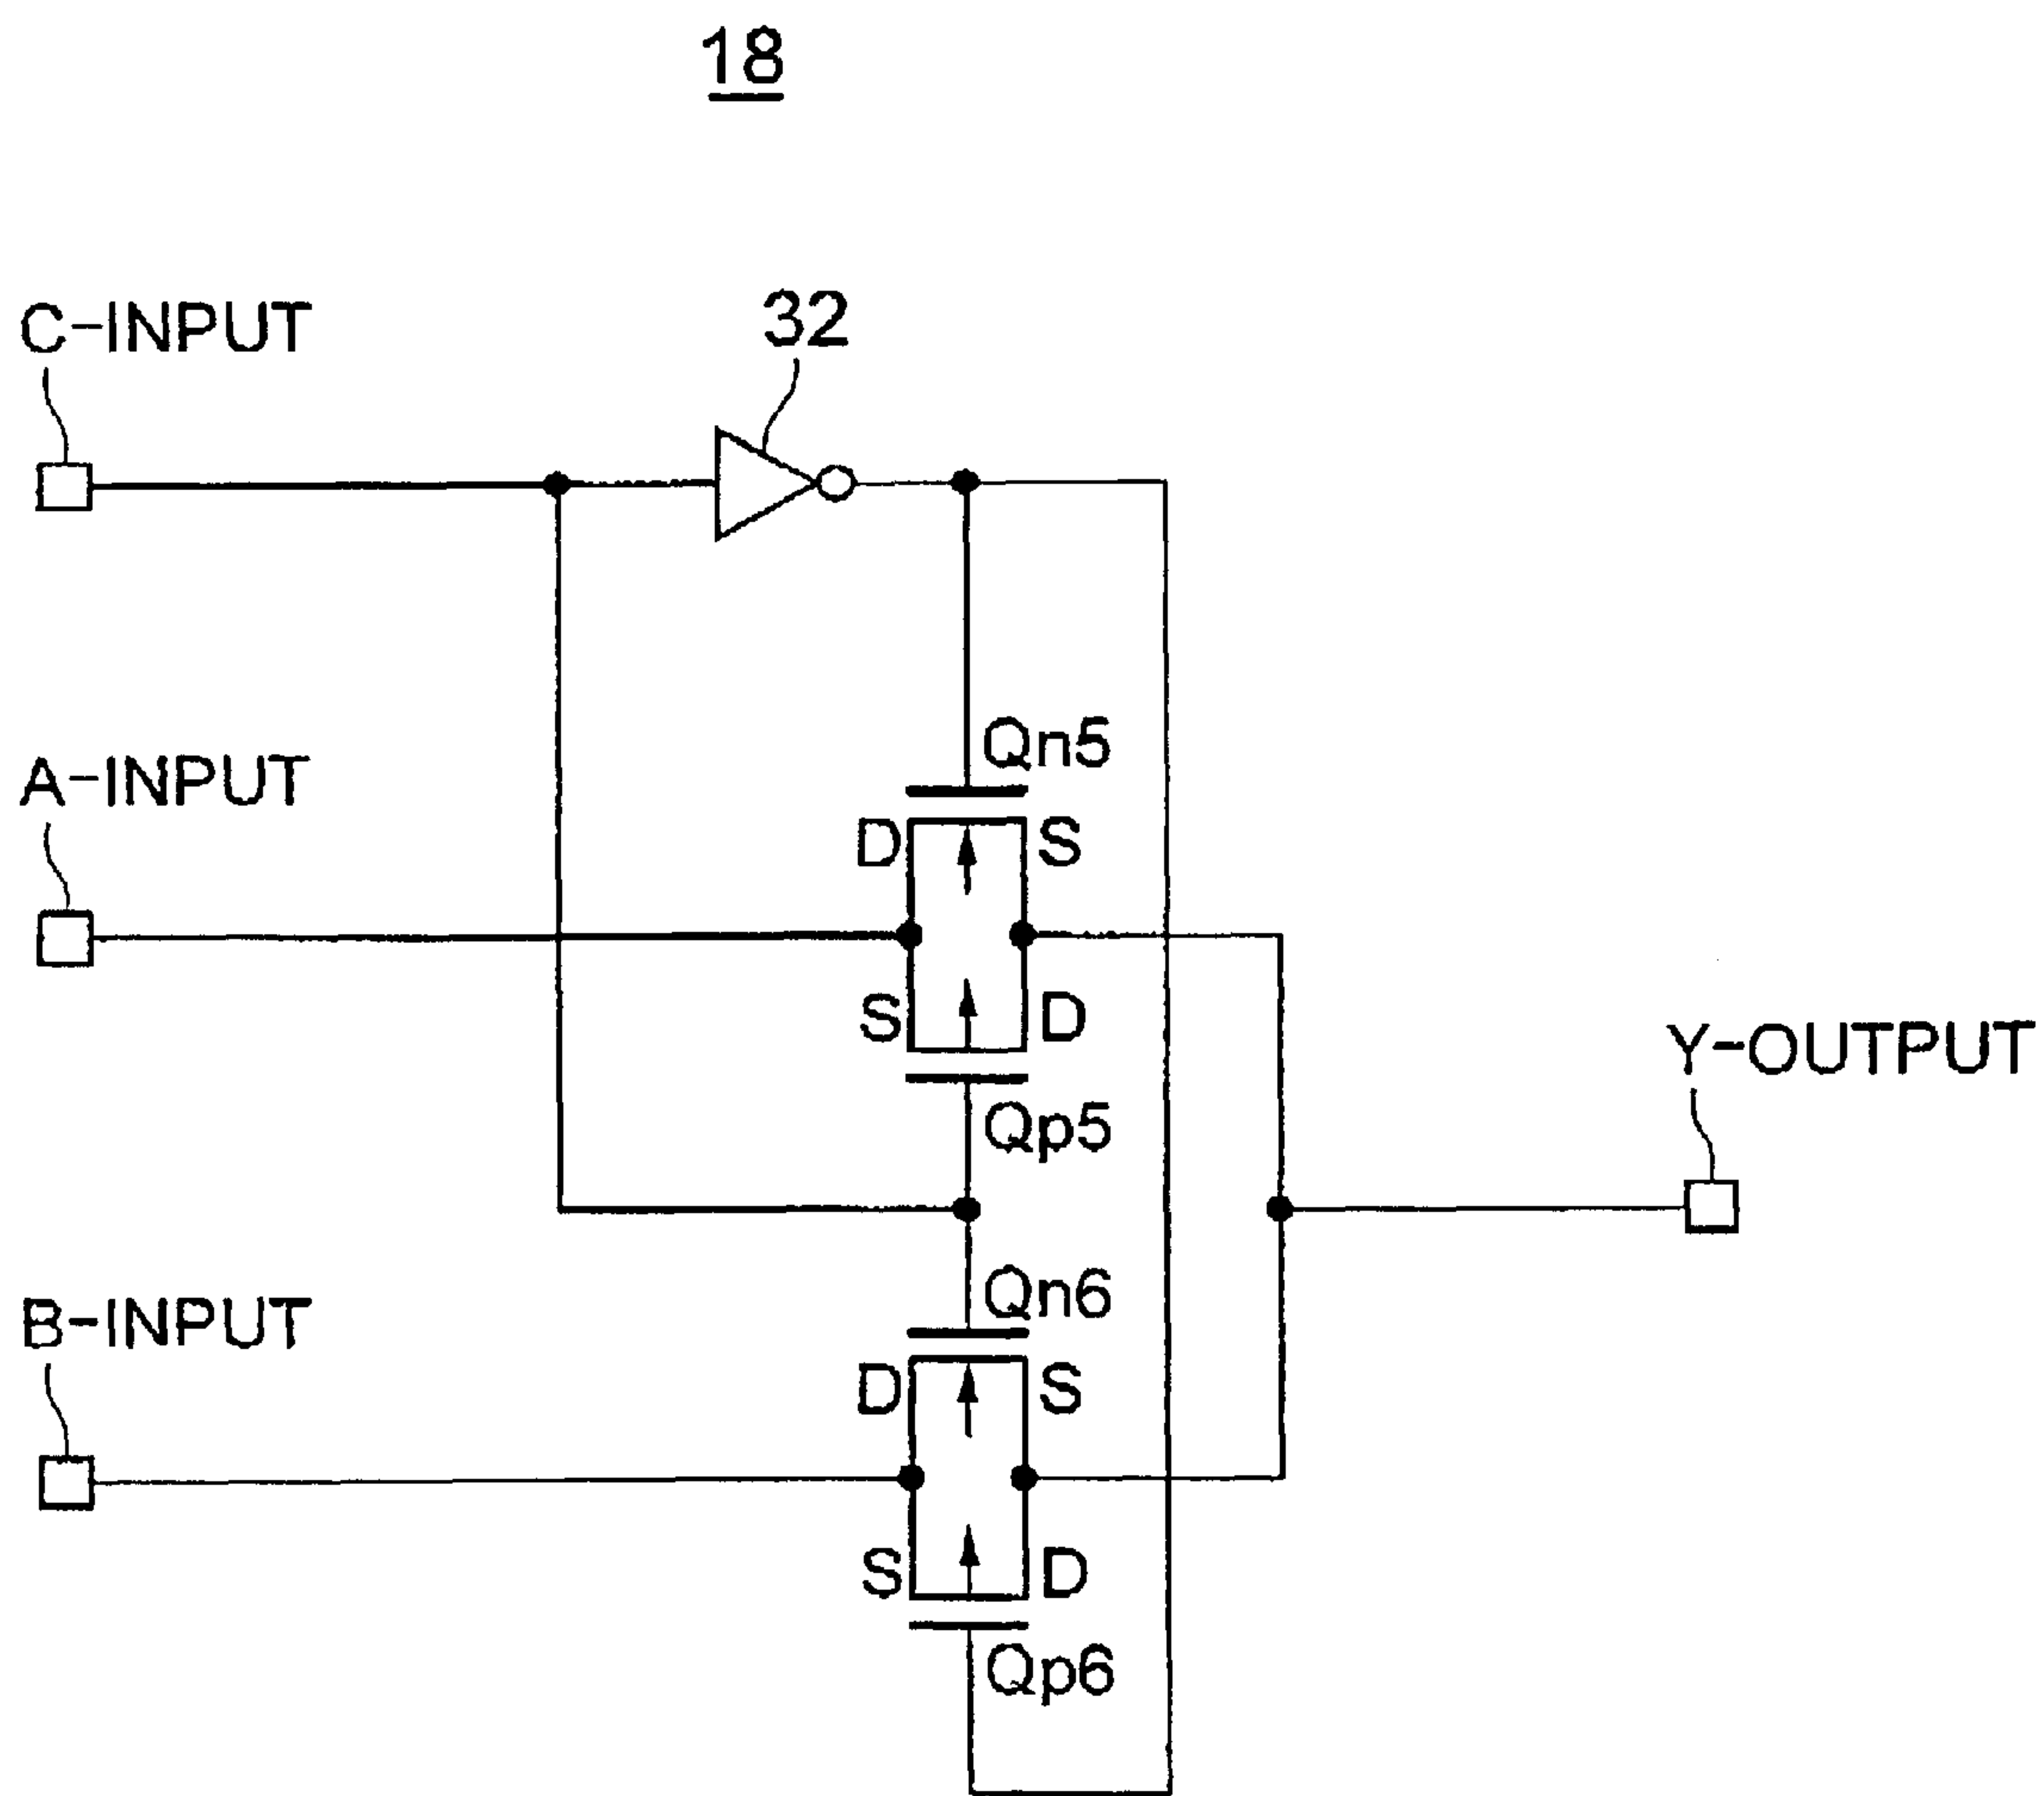 18
C-INPUT
32
A-INPUT
Qn5
D
S
S
D
Qp5
Y-OUTPUT
B-INPUT
Qn6
D
S
S
D
Qp6